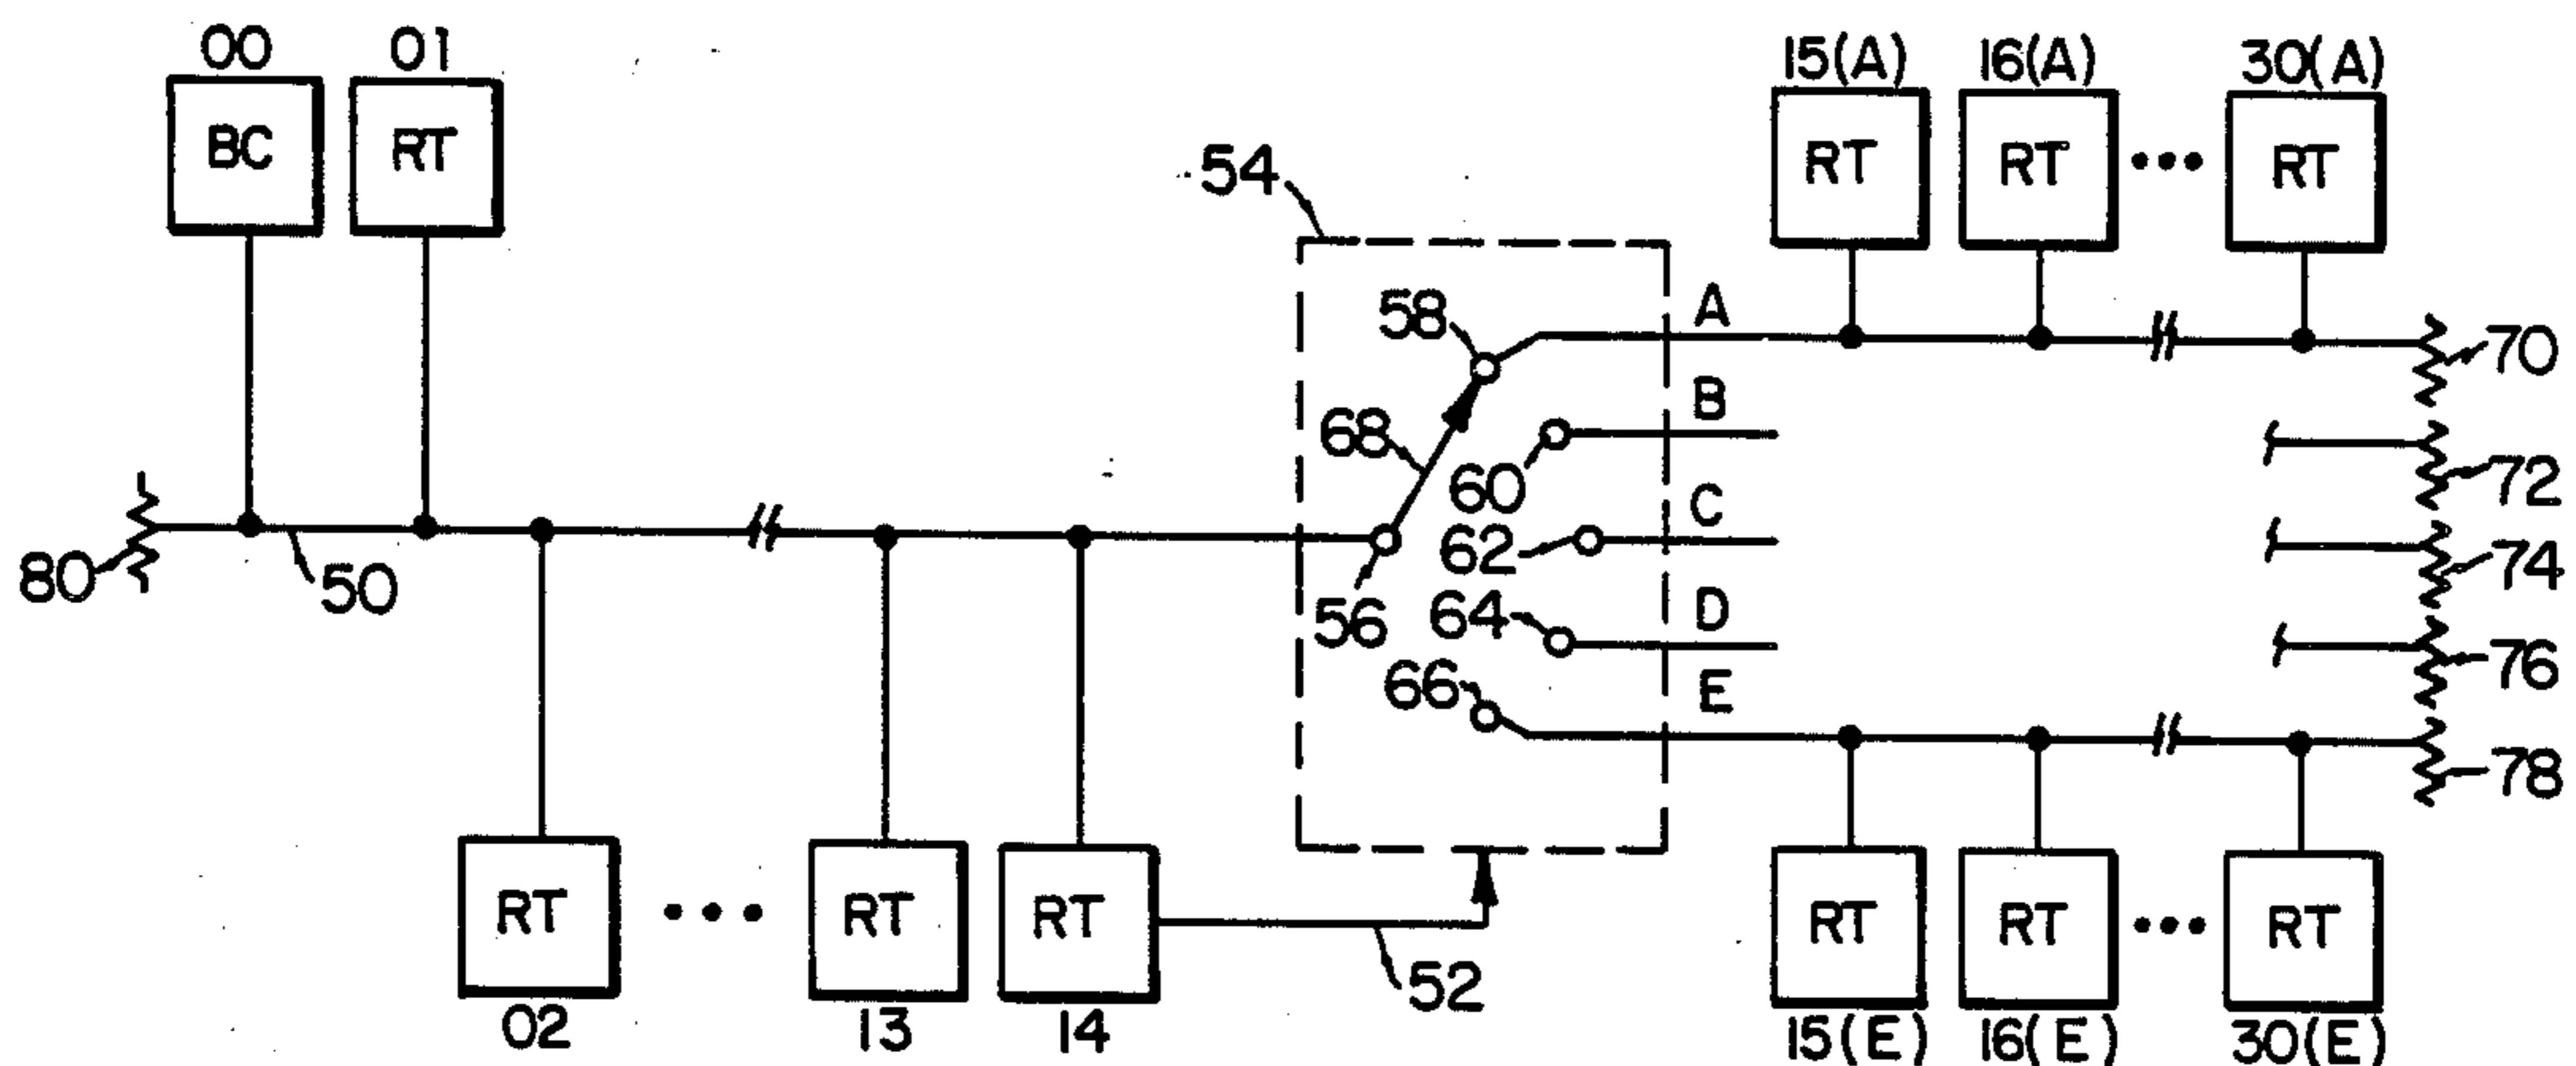 00 01 15(A) 16(A) 30(A)
BC RT RT RT ••• RT
54
58 A
70
B
68
60
72
C
62
80 50
74
56
D
64
76
E
66
78
RT ••• RT RT RT RT ••• RT
52
02 13 14 15(E) 16(E) 30(E)